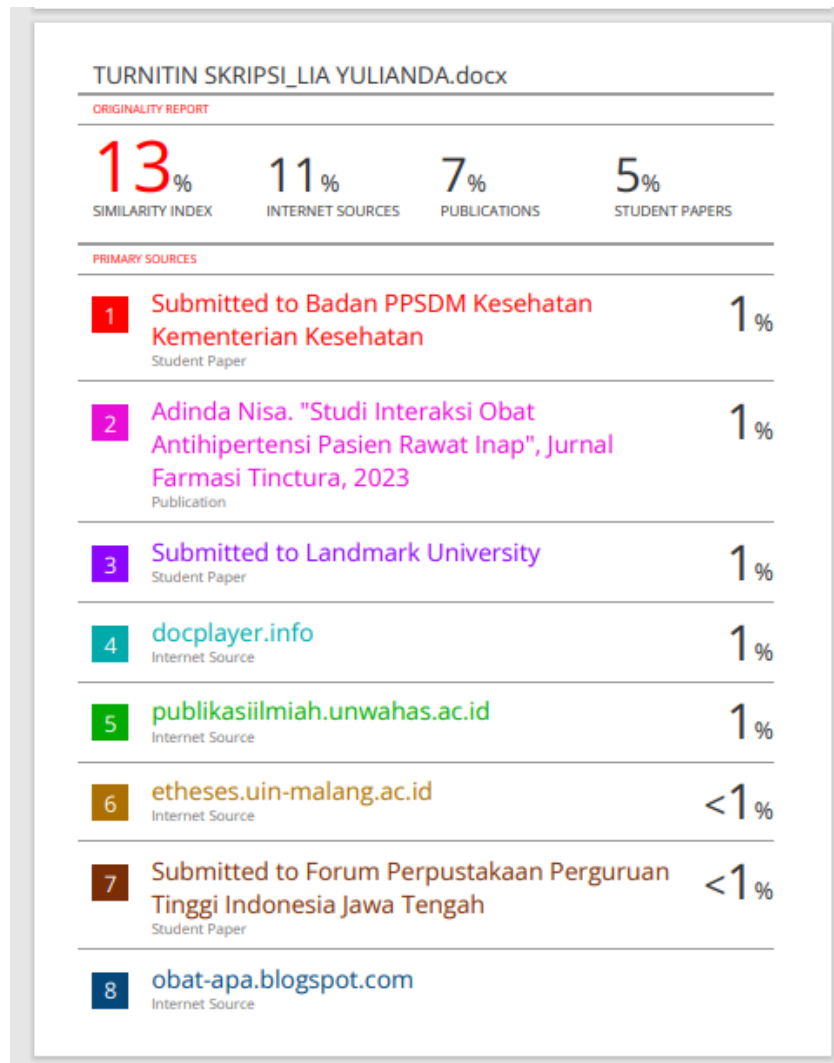 TURNITIN SKRIPSI_LIA YULIANDA.docx
ORIGINALITY REPORT
13% 11% 7% 5%
SIMILARITY INDEX INTERNET SOURCES PUBLICATIONS STUDENT PAPERS
PRIMARY SOURCES
1 Submitted to Badan PPSDM Kesehatan 1%
Kementerian Kesehatan
Student Paper
2 Adinda Nisa. "Studi Interaksi Obat 1%
Antihipertensi Pasien Rawat Inap", Jurnal
Farmasi Tinctura, 2023
Publication
3 Submitted to Landmark University 1%
Student Paper
4 docplayer.info 1%
Internet Source
5 publikasiilmiah.unwahas.ac.id 1%
Internet Source
6 etheses.uin-malang.ac.id <1%
Internet Source
7 Submitted to Forum Perpustakaan Perguruan <1%
Tinggi Indonesia Jawa Tengah
Student Paper
8 obat-apa.blogspot.com
Internet Source